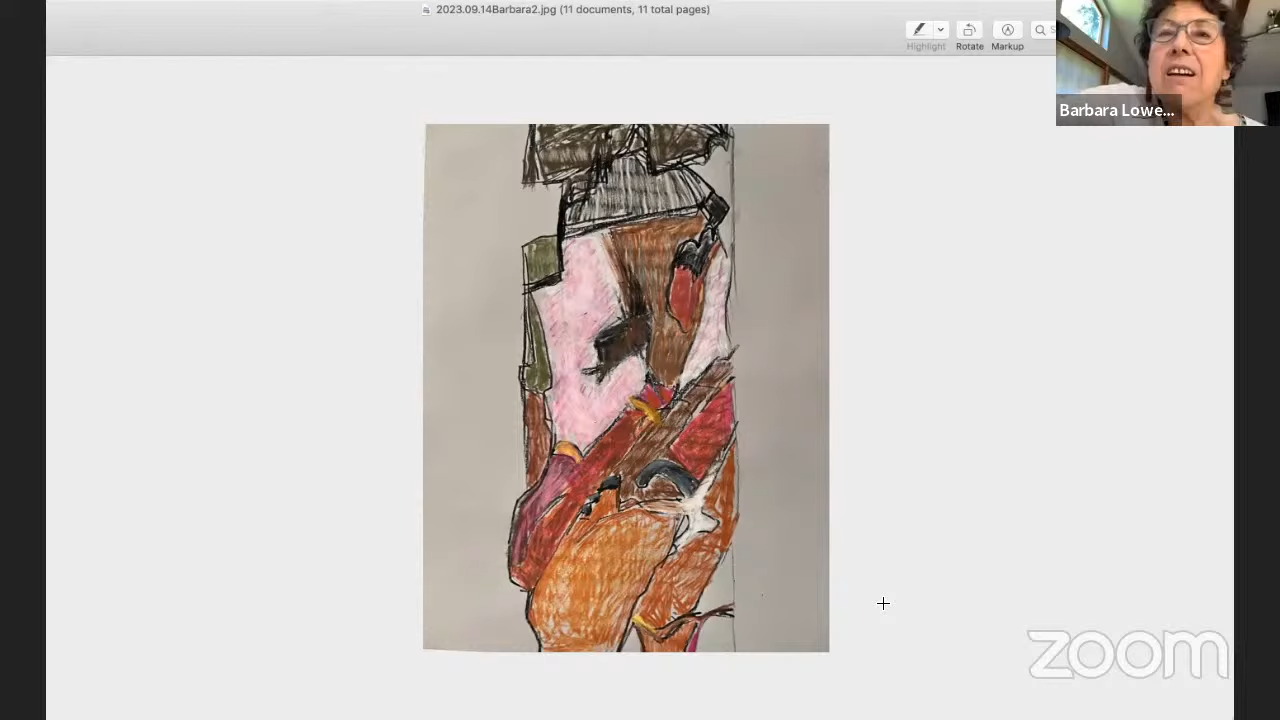 2023.09.14Barbara2.jpg (11 documents, 11 total pages)
Highlight
Rotate
Markup
S
Barbara Lowe...
zoom